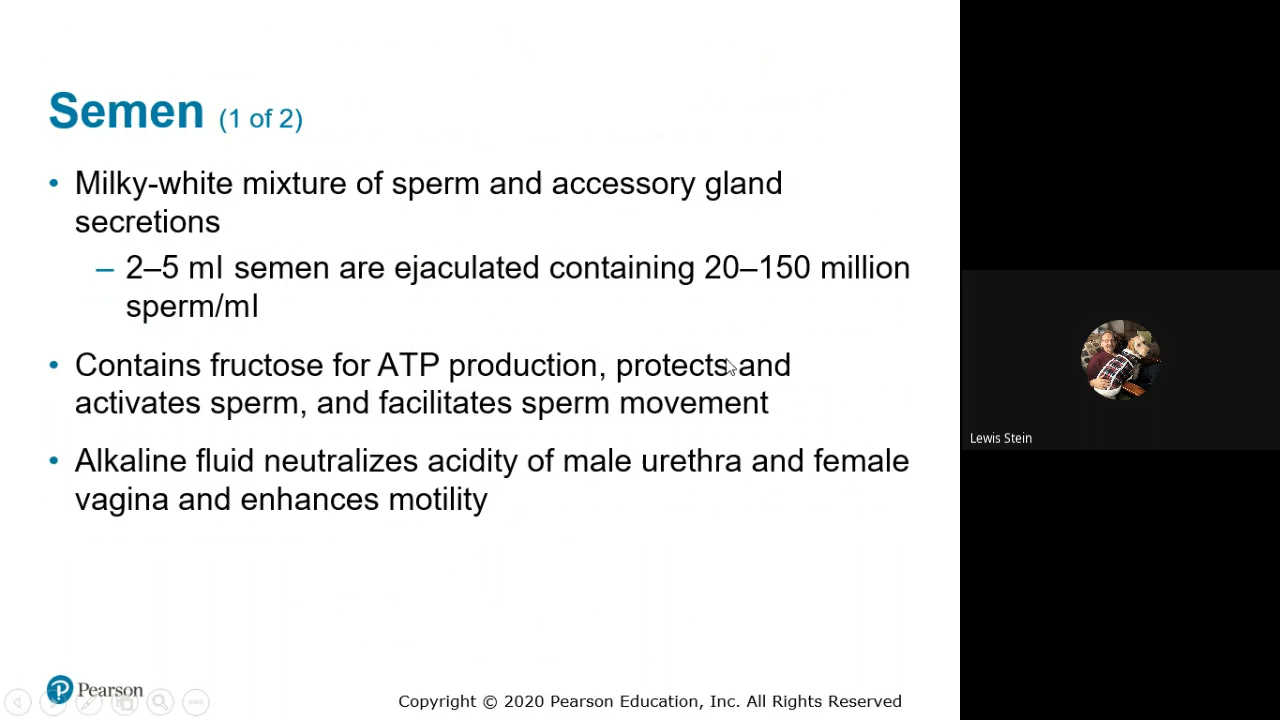 Semen (1 of 2)
• Milky-white mixture of sperm and accessory gland
secretions
– 2–5 ml semen are ejaculated containing 20–150 million
sperm/ml
• Contains fructose for ATP production, protects and
activates sperm, and facilitates sperm movement
• Alkaline fluid neutralizes acidity of male urethra and female
vagina and enhances motility
Lewis Stein
Pearson
Copyright © 2020 Pearson Education, Inc. All Rights Reserved